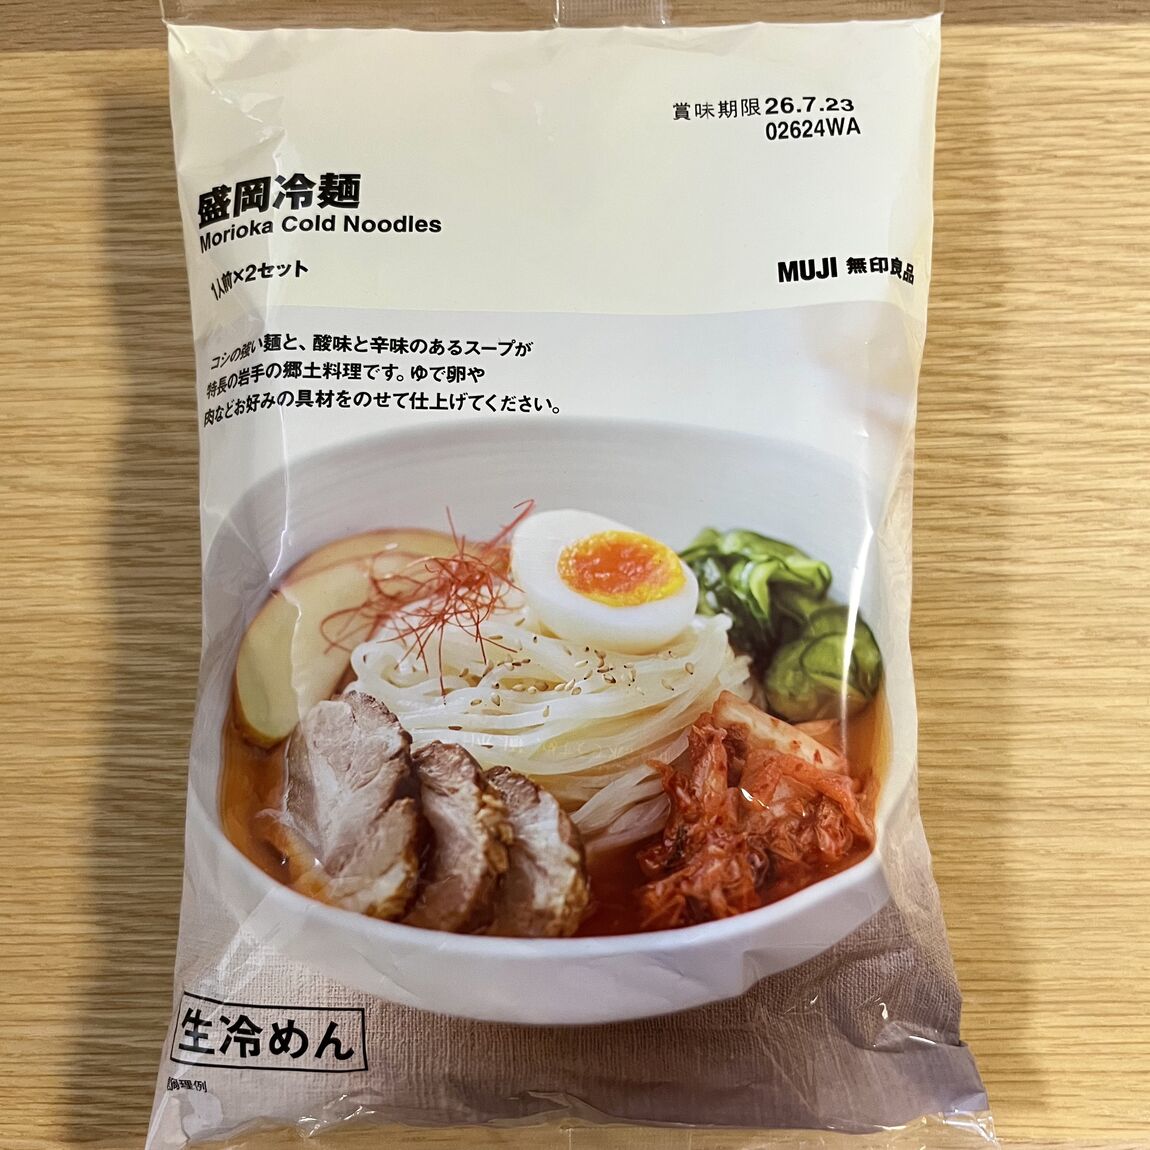 賞味期限26.7.23
02624WA
盛岡冷麺
Morioka Cold Noodles
1人前×2セット
MUJI 無印良品
コシの強い麺と、酸味と辛味のあるスープが
特長の岩手の郷土料理です。ゆで卵や
肉などお好みの具材をのせて仕上げてください。
生冷めん
調理例